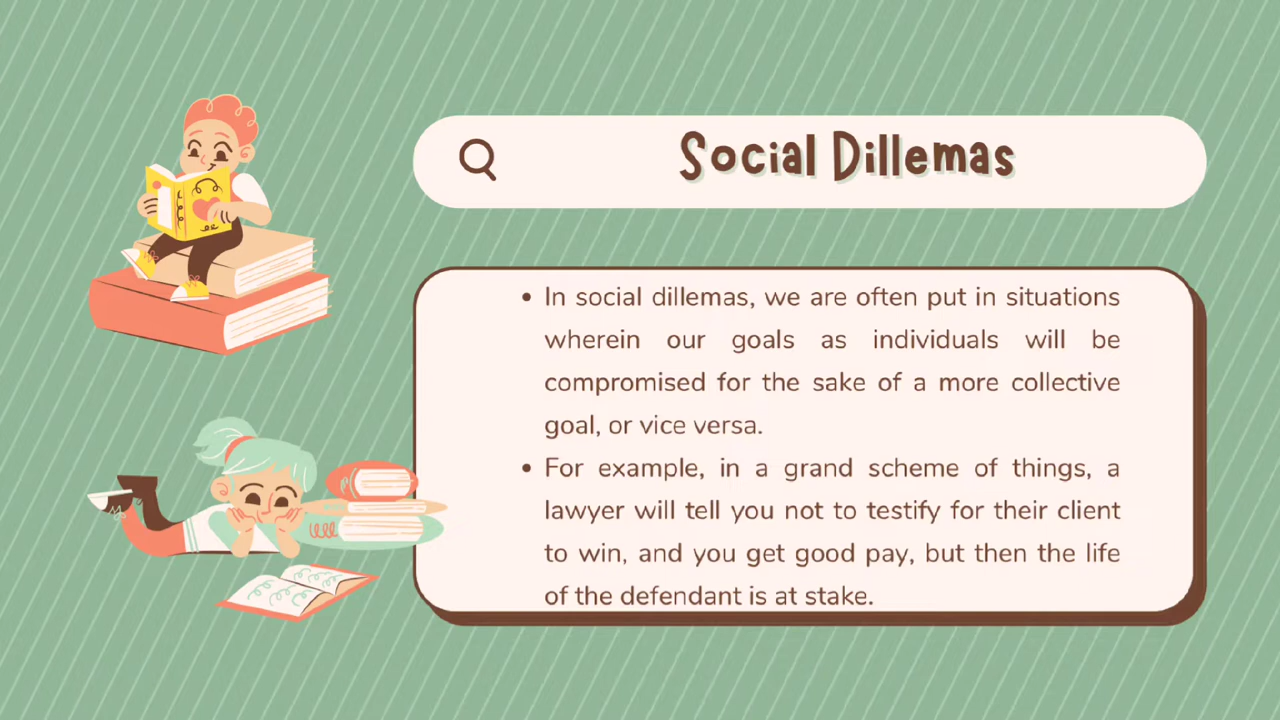 Social Dillemas
• In social dillemas, we are often put in situations
wherein our goals as individuals will be
compromised for the sake of a more collective
goal, or vice versa.
• For example, in a grand scheme of things, a
lawyer will tell you not to testify for their client
to win, and you get good pay, but then the life
of the defendant is at stake.